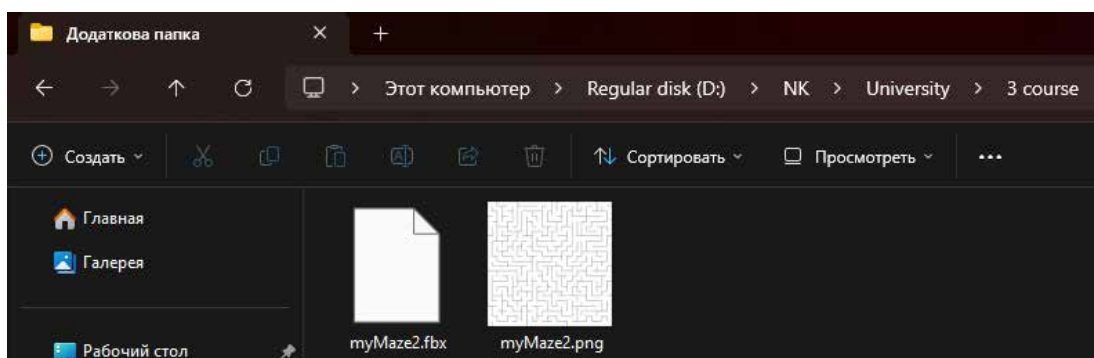 Додаткова папка
Этот компьютер > Regular disk (D:) > NK > University > 3 course
Создать
Сортировать
Просмотреть
Главная
Галерея
Рабочий стол
myMaze2.fbx
myMaze2.png